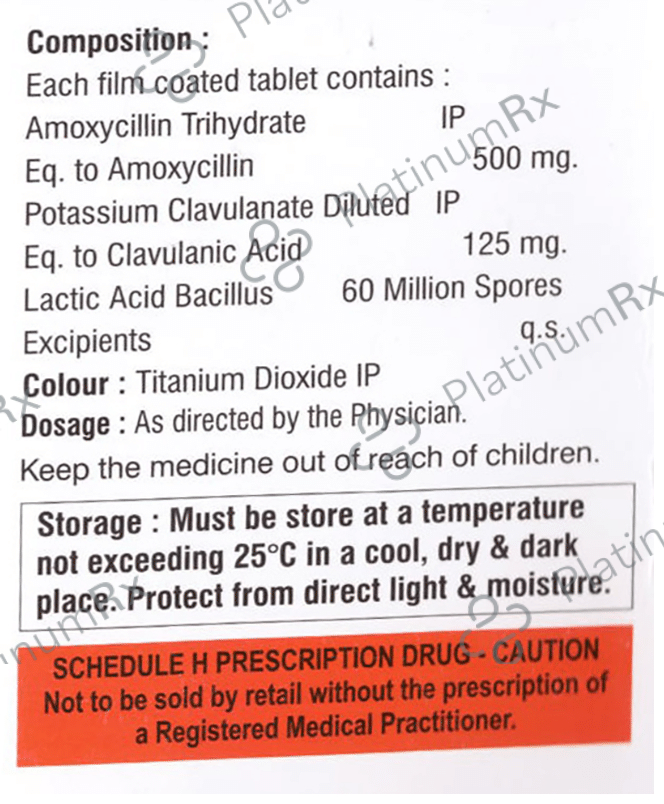 Composition :
Each film coated tablet contains :
Amoxycillin Trihydrate IP
Eq. to Amoxycillin 500 mg.
Potassium Clavulanate Diluted IP
Eq. to Clavulanic Acid 125 mg.
Lactic Acid Bacillus 60 Million Spores
Excipients q.s.
Colour : Titanium Dioxide IP
Dosage : As directed by the Physician.
Keep the medicine out of reach of children.
Storage : Must be store at a temperature
not exceeding 25°C in a cool, dry & dark
place. Protect from direct light & moisture.
SCHEDULE H PRESCRIPTION DRUG - CAUTION
Not to be sold by retail without the prescription of
a Registered Medical Practitioner.
PlatinumRx
PlatinumRx